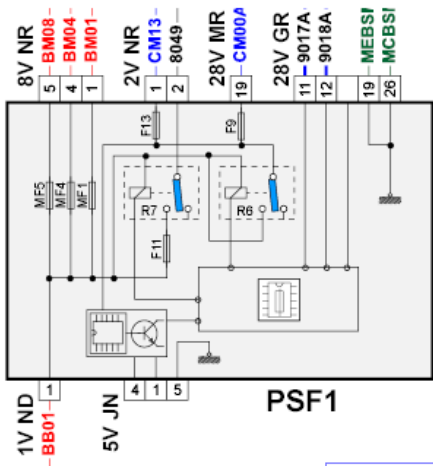 8V NR
BM08
BM04
BM01
2V NR
CM13
8049
28V MR
CM00A
28V GR
9017A
9018A
MEBS
MCBS
5
4
1
1
2
19
11
12
19
26
F13
F9
MF5
MF4
MF1
R7
R6
F11
1V ND
1
BB01
5V JN
4
1
5
PSF1